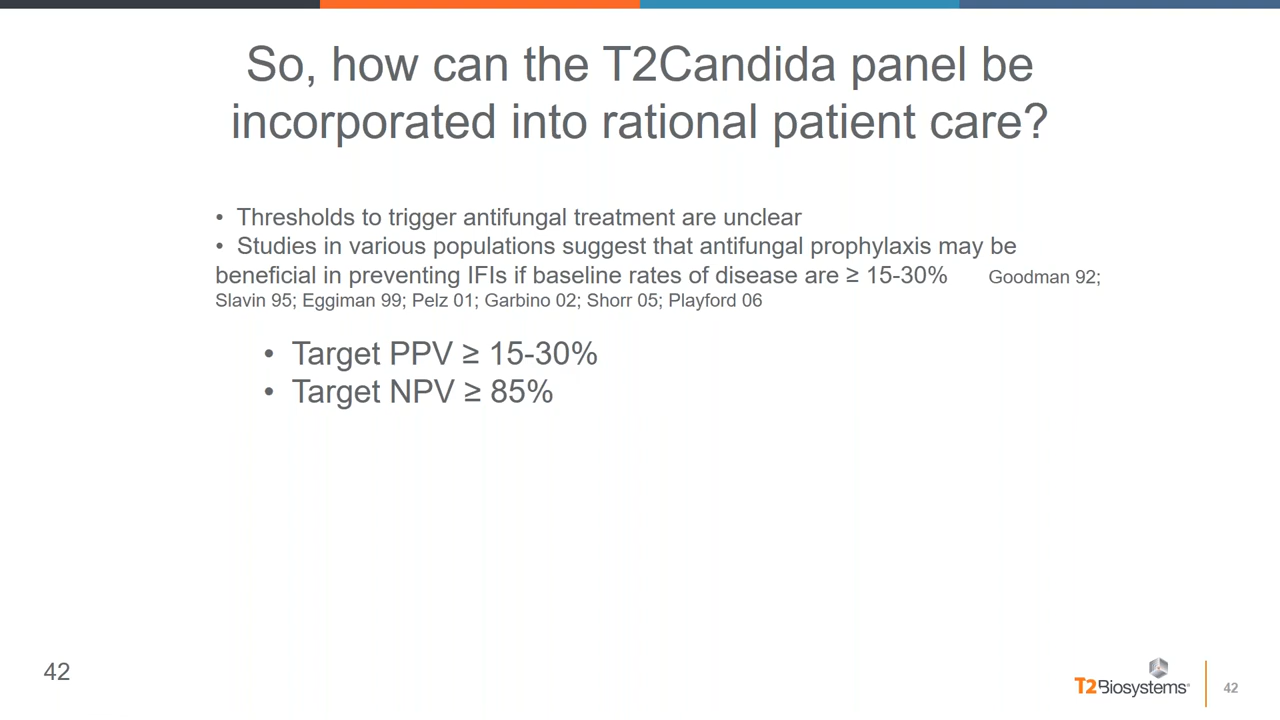 So, how can the T2Candida panel be
incorporated into rational patient care?
• Thresholds to trigger antifungal treatment are unclear
• Studies in various populations suggest that antifungal prophylaxis may be
beneficial in preventing IFIs if baseline rates of disease are ≥ 15-30% Goodman 92;
Slavin 95; Eggiman 99; Pelz 01; Garbino 02; Shorr 05; Playford 06
• Target PPV ≥ 15-30%
• Target NPV ≥ 85%
42
T2Biosystems®
42